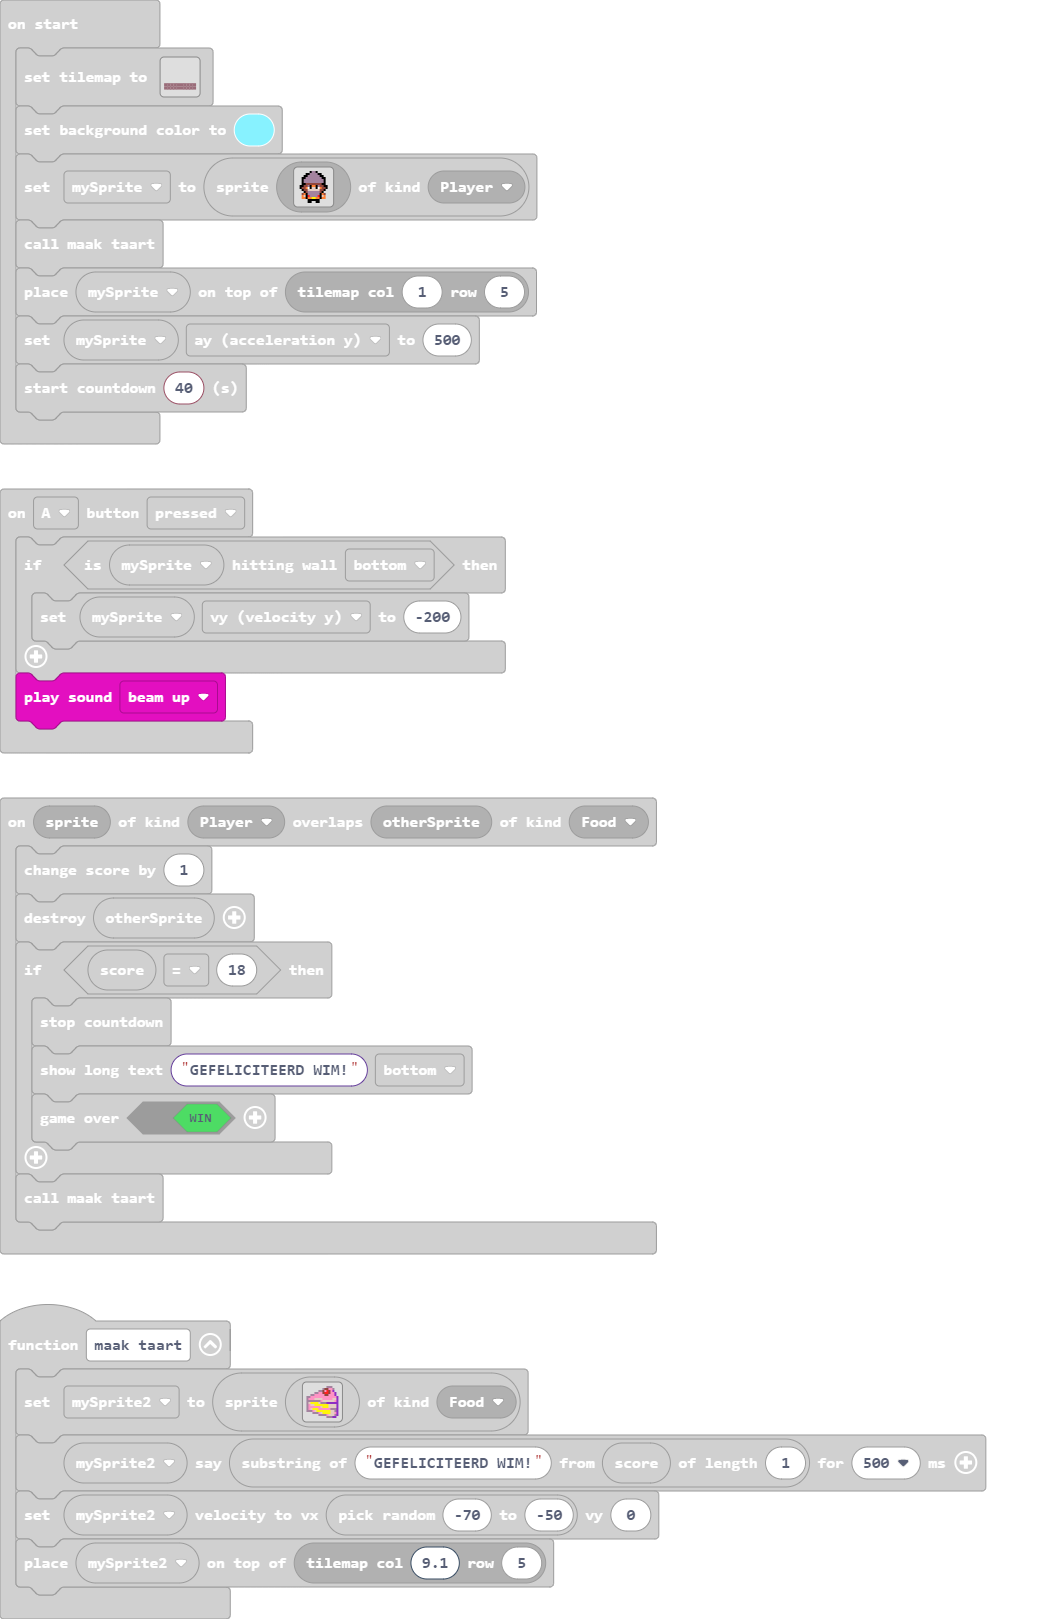 on start
set tilemap to
set background color to
set mySprite to sprite of kind Player
call maak taart
place mySprite on top of tilemap col 1 row 5
set mySprite ay (acceleration y) to 500
start countdown 40 (s)
on A button pressed
if is mySprite hitting wall bottom then
set mySprite vy (velocity y) to -200
play sound beam up
on sprite of kind Player overlaps otherSprite of kind Food
change score by 1
destroy otherSprite
if score = 18 then
stop countdown
show long text "GEFELICITEERD WIM!" bottom
game over WIN
call maak taart
function maak taart
set mySprite2 to sprite of kind Food
mySprite2 say substring of "GEFELICITEERD WIM!" from score of length 1 for 500 ms
set mySprite2 velocity to vx pick random -70 to -50 vy 0
place mySprite2 on top of tilemap col 9.1 row 5